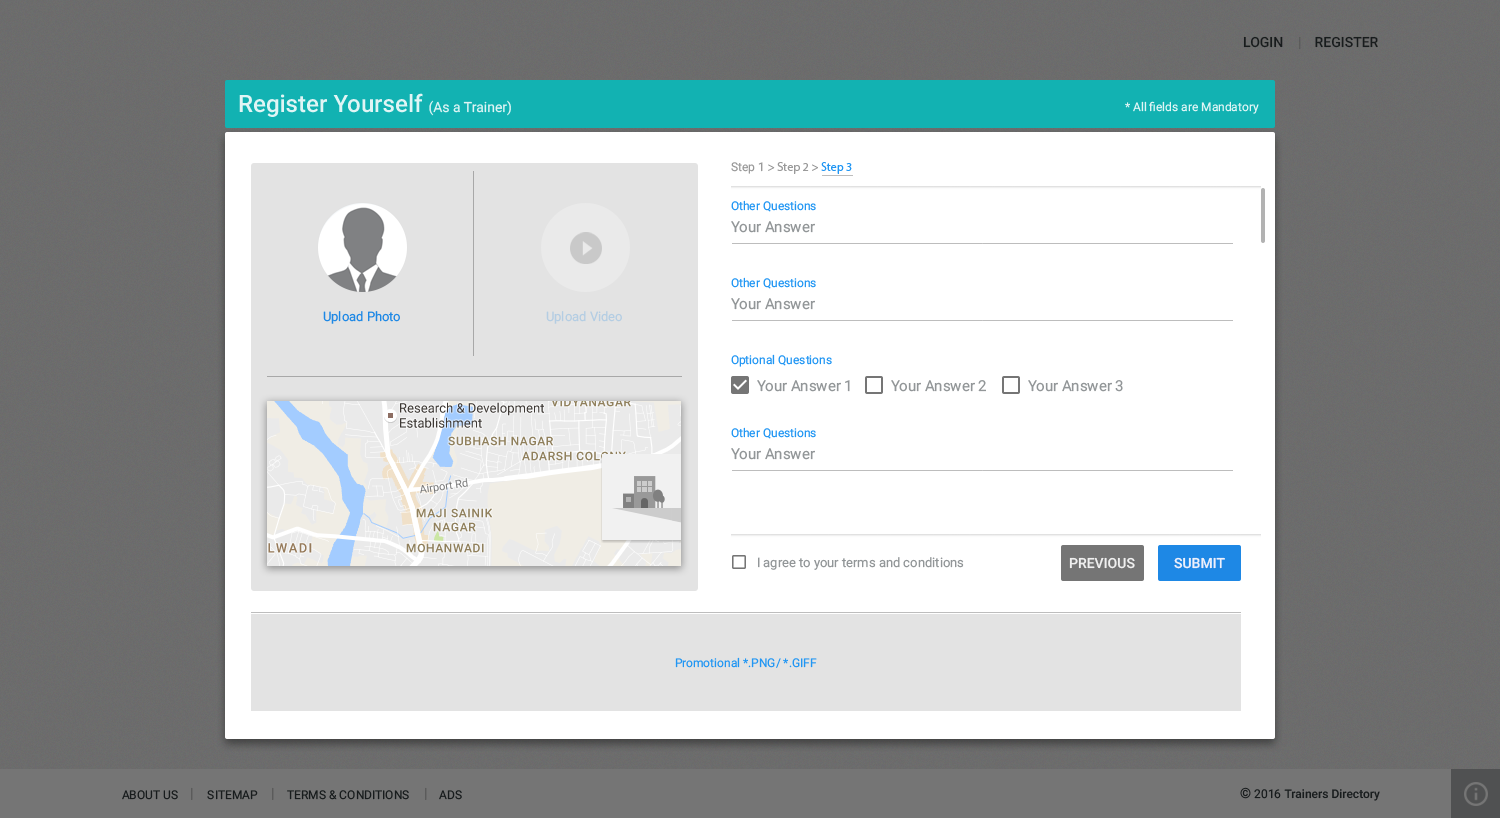 LOGIN | REGISTER
Register Yourself (As a Trainer)
* All fields are Mandatory
Upload Photo
Upload Video
Research & Development
Establishment
VIDYANAGAR
SUBHASH NAGAR
ADARSH COLONY
Airport Rd
MAJI SAINIK
NAGAR
LWADI
MOHANWADI
Step 1 > Step 2 > Step 3
Other Questions
Your Answer
Other Questions
Your Answer
Optional Questions
Your Answer 1
Your Answer 2
Your Answer 3
Other Questions
Your Answer
I agree to your terms and conditions
PREVIOUS
SUBMIT
Promotional *.PNG/ *.GIFF
ABOUT US | SITEMAP | TERMS & CONDITIONS | ADS
© 2016 Trainers Directory